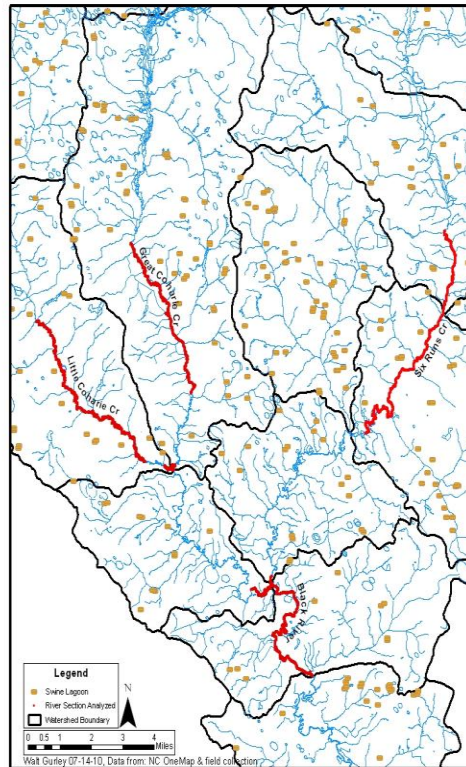 Great Coharie Cr
Six Runs Cr
Little Coharie Cr
Black River
Legend
Swine Lagoon
River Section Analyzed
Watershed Boundary
N
0 0.5 1 2 3 4
Miles
Walt Gurley 07-14-10, Data from: NC OneMap & field collection